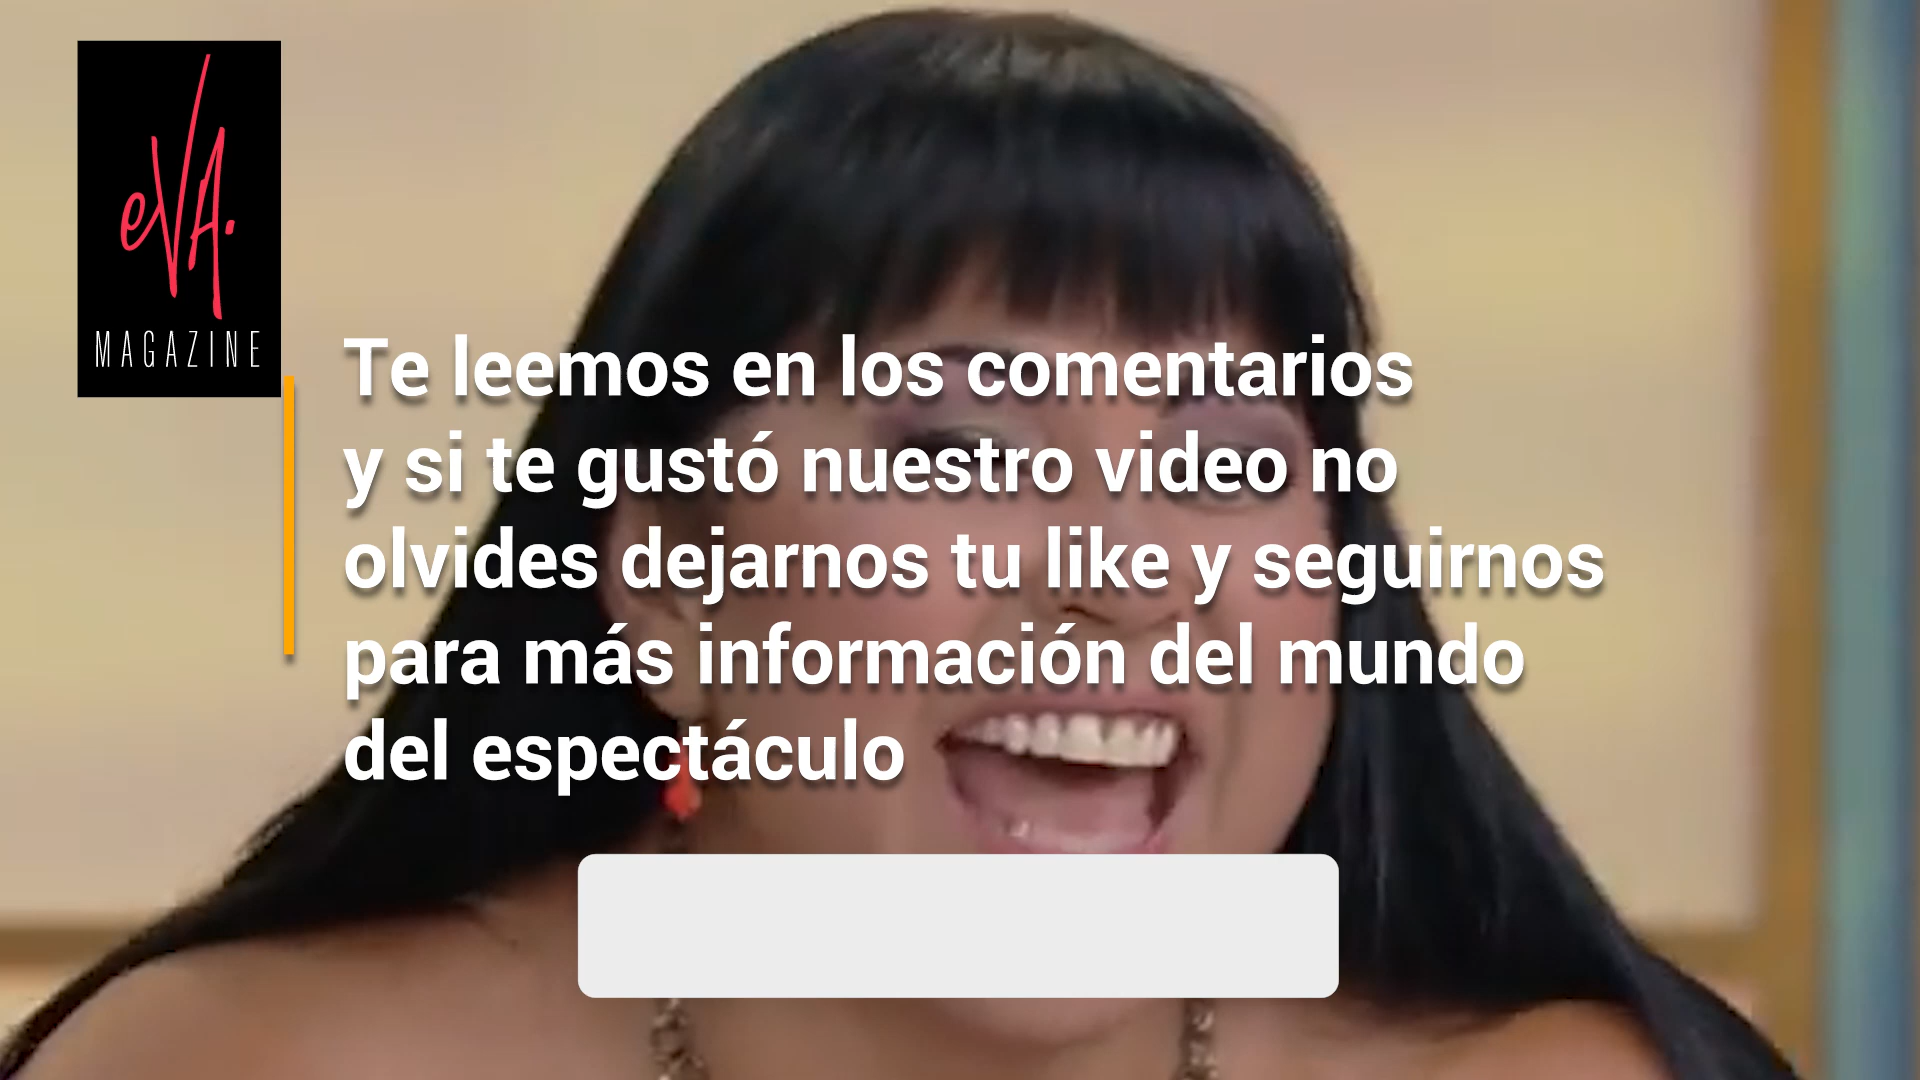 eVA.
MAGAZINE
Te leemos en los comentarios
y si te gustó nuestro video no
olvides dejarnos tu like y seguirnos
para más información del mundo
del espectáculo